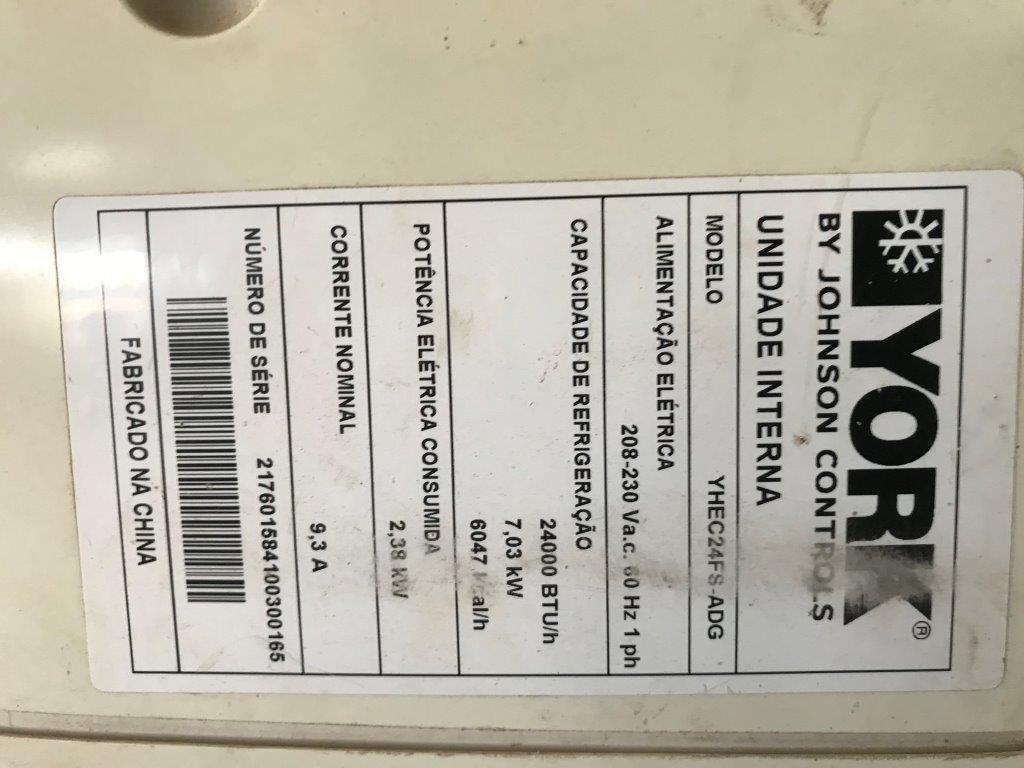 YORK®
BY JOHNSON CONTROLS
UNIDADE INTERNA
MODELO YHEC24FS-ADG
ALIMENTAÇÃO ELÉTRICA
208-230 Va.c. 60 Hz 1 ph
CAPACIDADE DE REFRIGERAÇÃO
24000 BTU/h
7,03 kW
6047 kcal/h
POTÊNCIA ELÉTRICA CONSUMIDA
2,38 kW
CORRENTE NOMINAL
9,3 A
NÚMERO DE SÉRIE 217601584100300165
FABRICADO NA CHINA